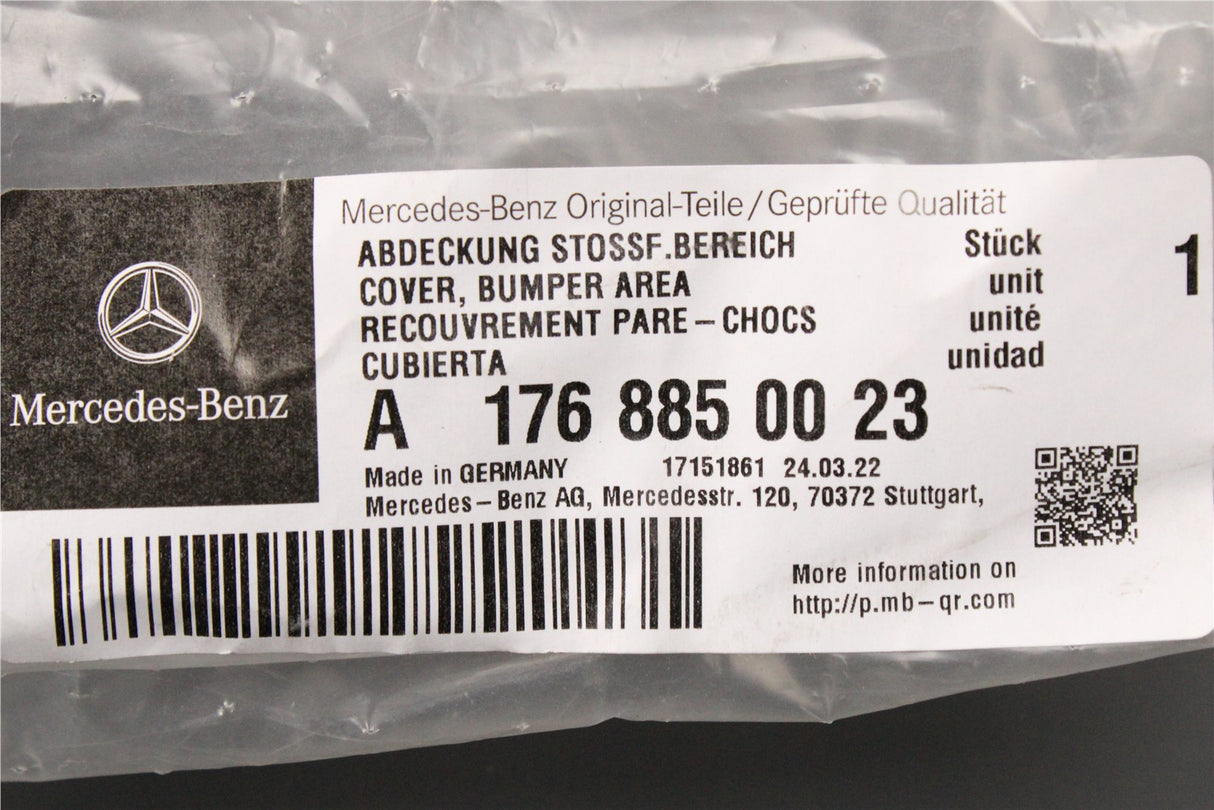 Mercedes-Benz
Mercedes-Benz Original-Teile/Geprüfte Qualität
ABDECKUNG STOSSF.BEREICH Stück 1
COVER, BUMPER AREA unit
RECOUVREMENT PARE-CHOCS unité
CUBIERTA unidad
A 176 885 00 23
Made in GERMANY 17151861 24.03.22
Mercedes-Benz AG, Mercedesstr. 120, 70372 Stuttgart,
More information on
http://p.mb-qr.com